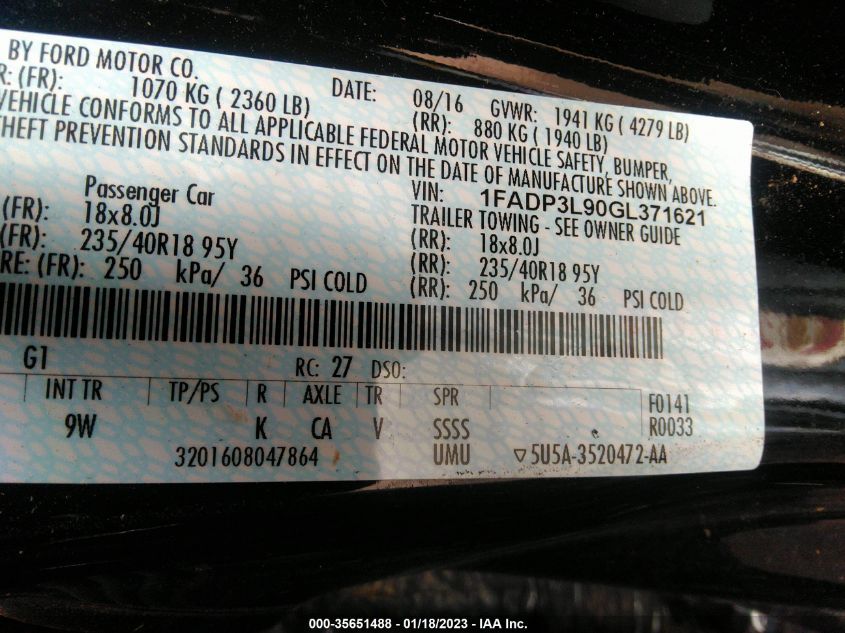 BY FORD MOTOR CO.
DATE: 08/16 GVWR: 1941 KG ( 4279 LB)
R: (FR): 1070 KG ( 2360 LB) (RR): 880 KG ( 1940 LB)
VEHICLE CONFORMS TO ALL APPLICABLE FEDERAL MOTOR VEHICLE SAFETY, BUMPER,
THEFT PREVENTION STANDARDS IN EFFECT ON THE DATE OF MANUFACTURE SHOWN ABOVE.
VIN: 1FADP3L90GL371621
Passenger Car TRAILER TOWING - SEE OWNER GUIDE
(FR): 18x8.0J (RR): 18x8.0J
(FR): 235/40R18 95Y (RR): 235/40R18 95Y
RE: (FR): 250 kPa/ 36 PSI COLD (RR): 250 kPa/ 36 PSI COLD
G1 RC: 27 DSO:
INT TR TP/PS R AXLE TR SPR F0141
9W K CA V SSSS R0033
3201608047864 UMU ▽5U5A-3520472-AA
000-35651488 - 01/18/2023 - IAA Inc.